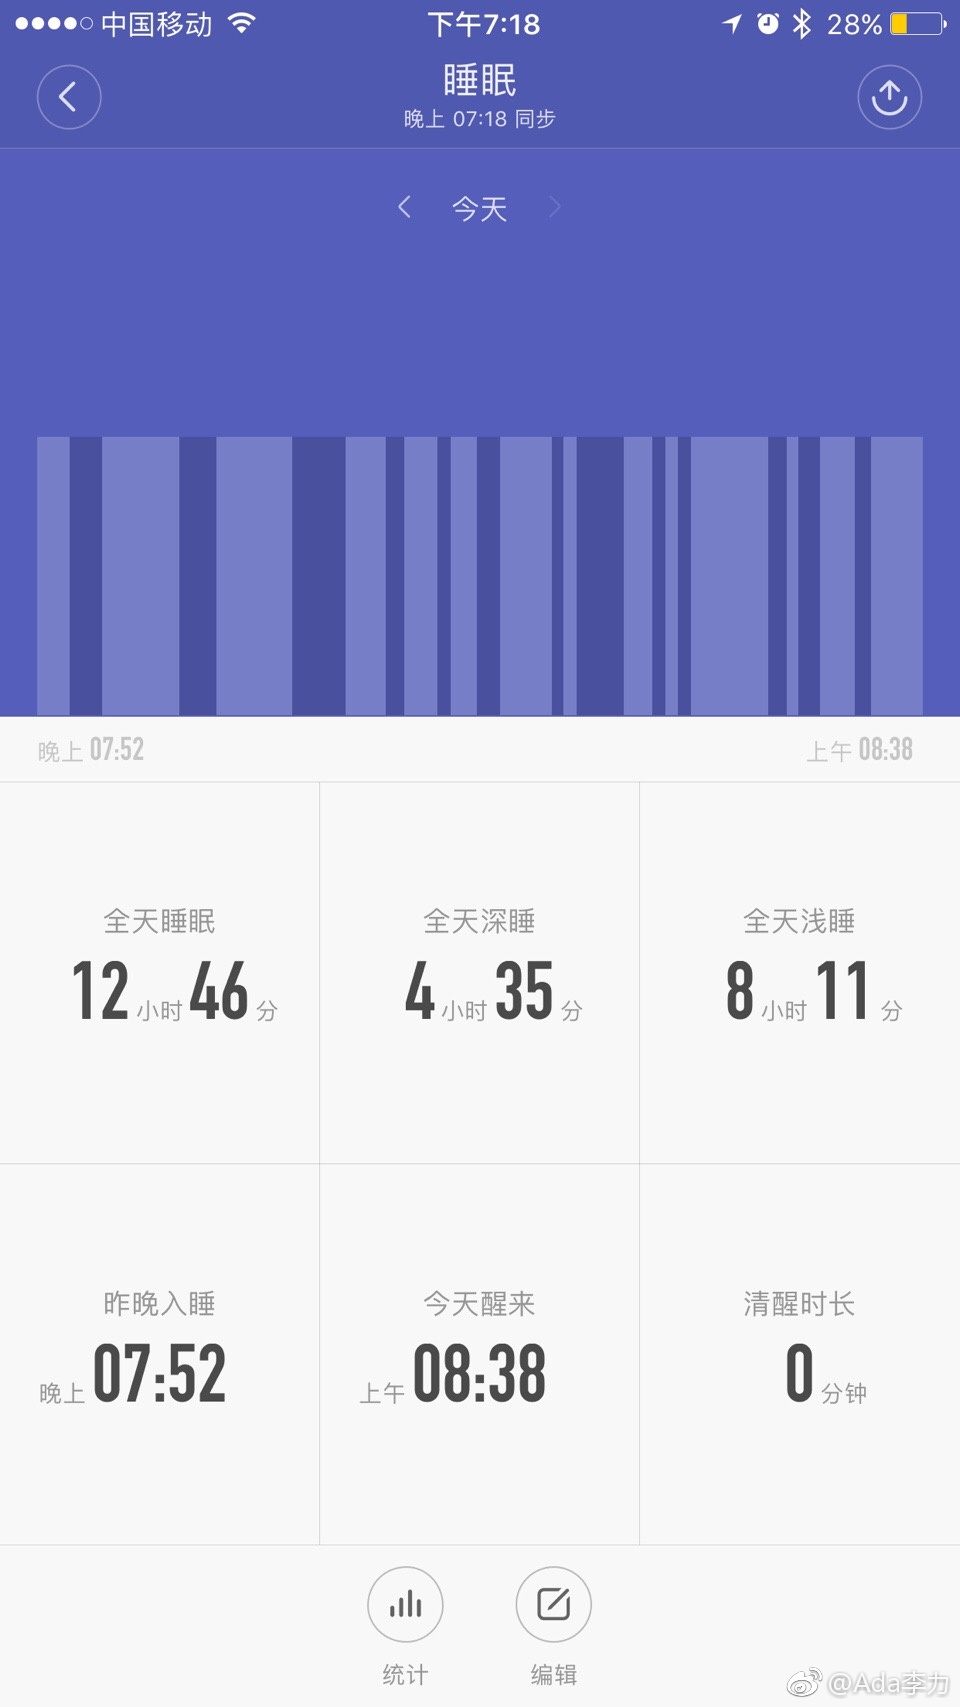 中国移动 下午7:18 28%
睡眠
晚上 07:18 同步
今天
晚上 07:52 上午 08:38
全天睡眠 全天深睡 全天浅睡
12 小时 46 分 4 小时 35 分 8 小时 11 分
昨晚入睡 今天醒来 清醒时长
晚上 07:52 上午 08:38 0 分钟
统计 编辑
@Ada李力